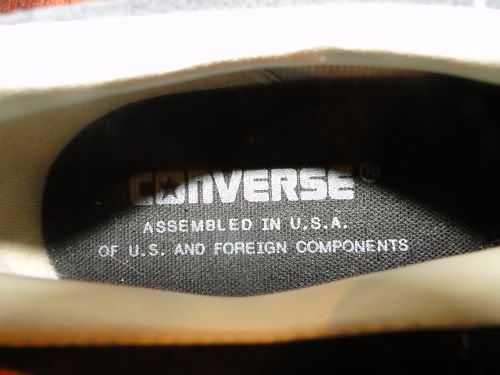 CONVERSE®
ASSEMBLED IN U.S.A.
OF U.S. AND FOREIGN COMPONENTS